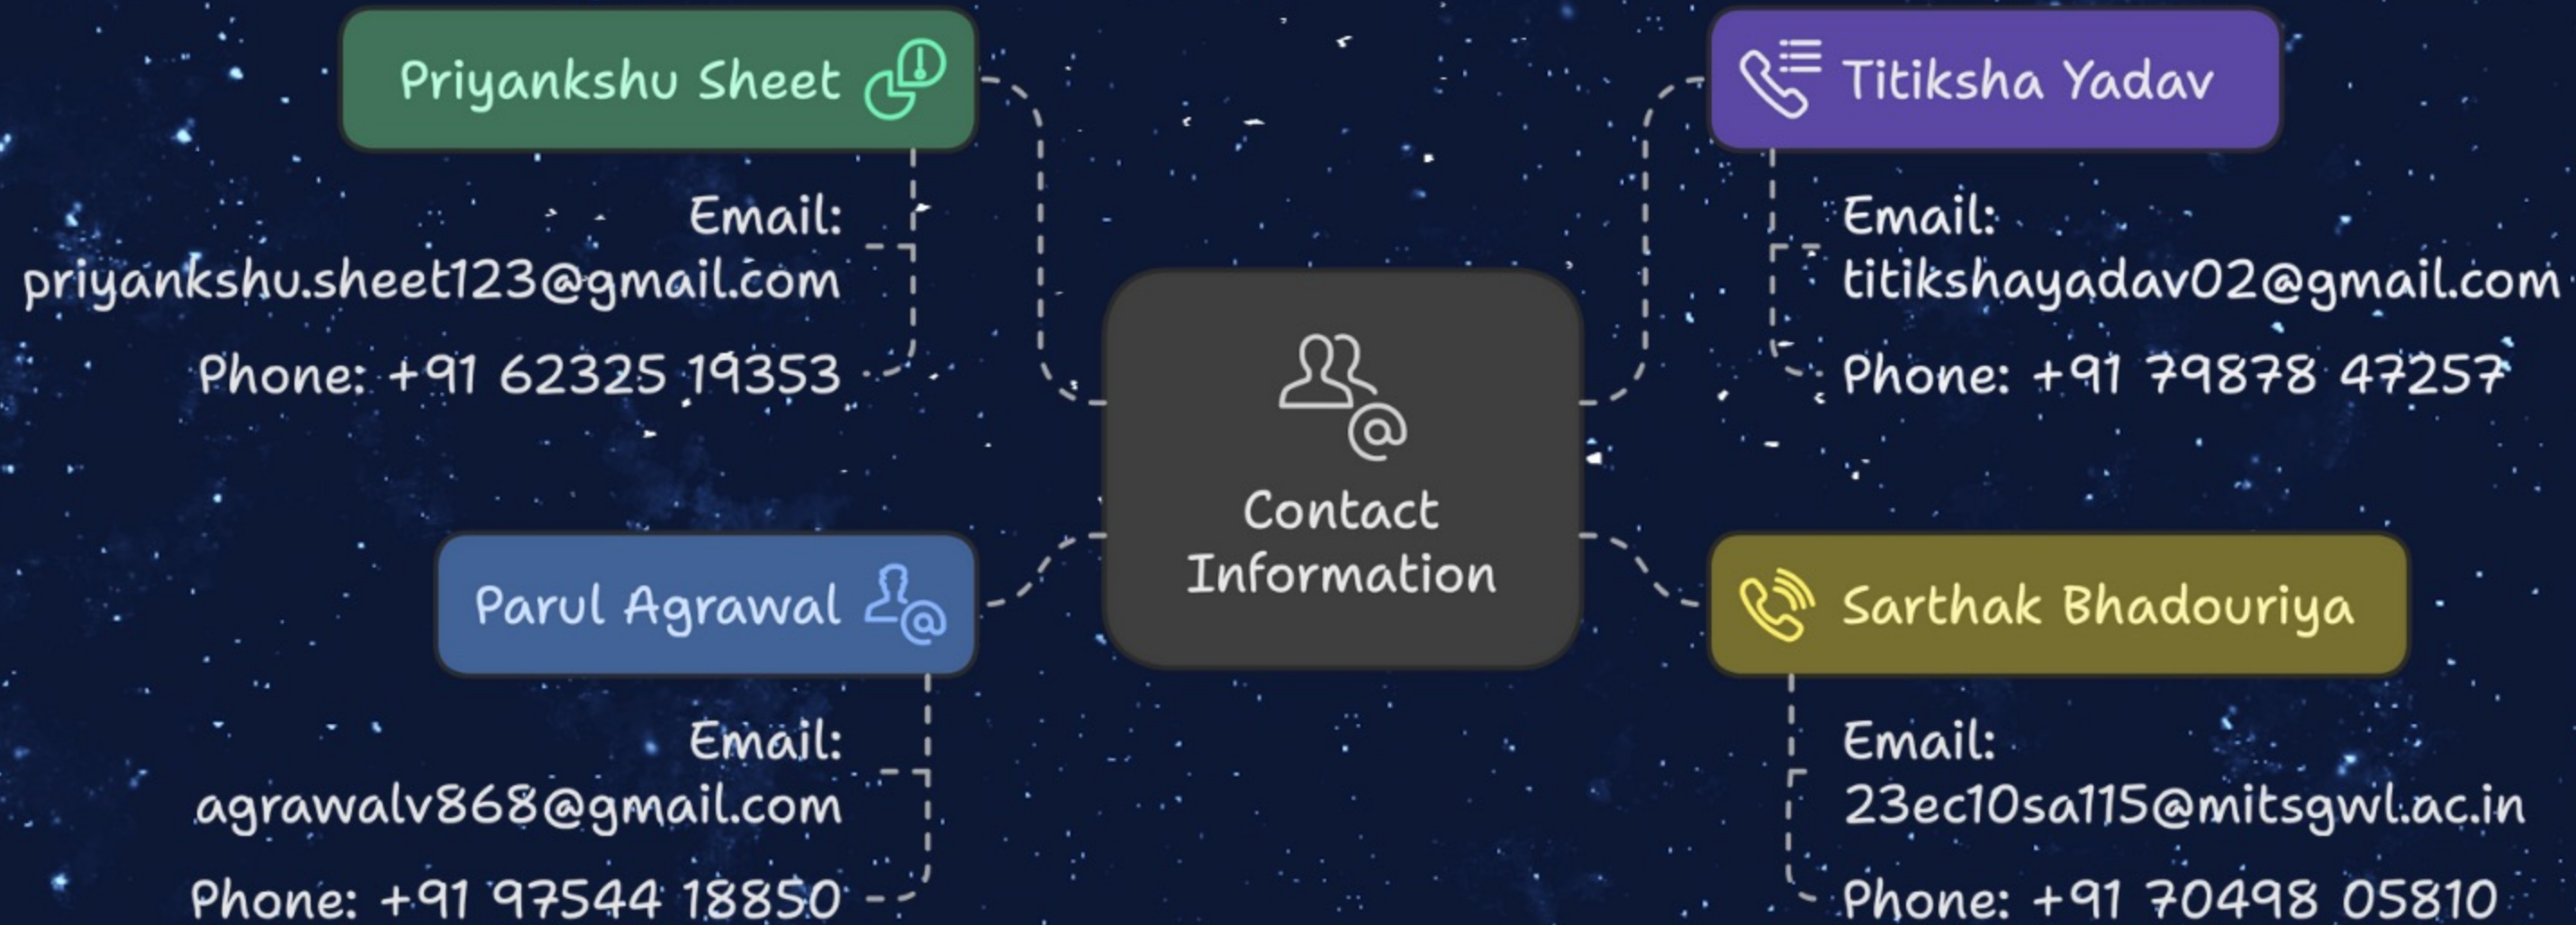 Priyankshu Sheet
Email:
priyankshu.sheet123@gmail.com
Phone: +91 62325 19353
Parul Agrawal
Email:
agrawalv868@gmail.com
Phone: +91 97544 18850
Contact
Information
Titiksha Yadav
Email:
titikshayadav02@gmail.com
Phone: +91 79878 47257
Sarthak Bhadouriya
Email:
23ec10sa115@mitsgwl.ac.in
Phone: +91 70498 05810